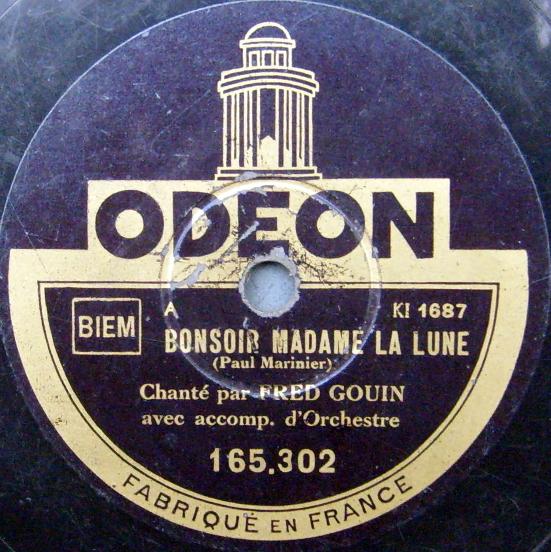 ODEON
BIEM
A
KI 1687
BONSOIR MADAME LA LUNE
(Paul Marinier)
Chanté par FRED GOUIN
avec accomp. d'Orchestre
165.302
FABRIQUÉ EN FRANCE